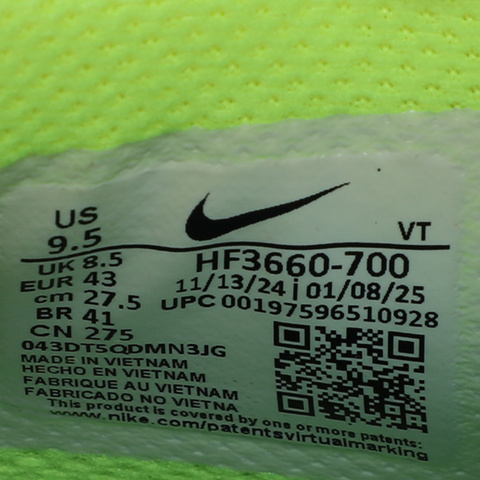 US
9.5
VT
UK 8.5
EUR 43
cm 27.5
BR 41
CN 275
HF3660-700
11/13/24 | 01/08/25
UPC 00197596510928
043DT5QDMN3JG
MADE IN VIETNAM
HECHO EN VIETNAM
FABRIQUE AU VIETNAM
FABRICADO NO VIETNA
This product is covered by one or more patents:
www.nike.com/patentsvirtualmarking